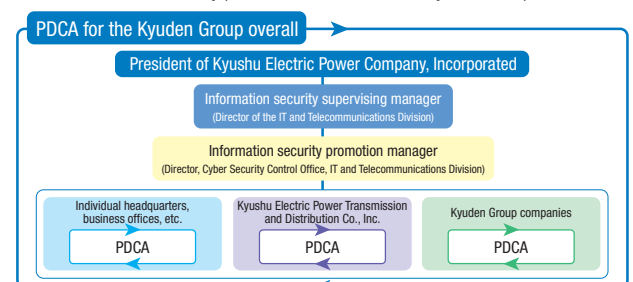 PDCA for the Kyuden Group overall
President of Kyushu Electric Power Company, Incorporated
Information security supervising manager
(Director of the IT and Telecommunications Division)
Information security promotion manager
(Director, Cyber Security Control Office, IT and Telecommunications Division)
Individual headquarters,
business offices, etc.
PDCA
Kyushu Electric Power Transmission
and Distribution Co., Inc.
PDCA
Kyuden Group companies
PDCA